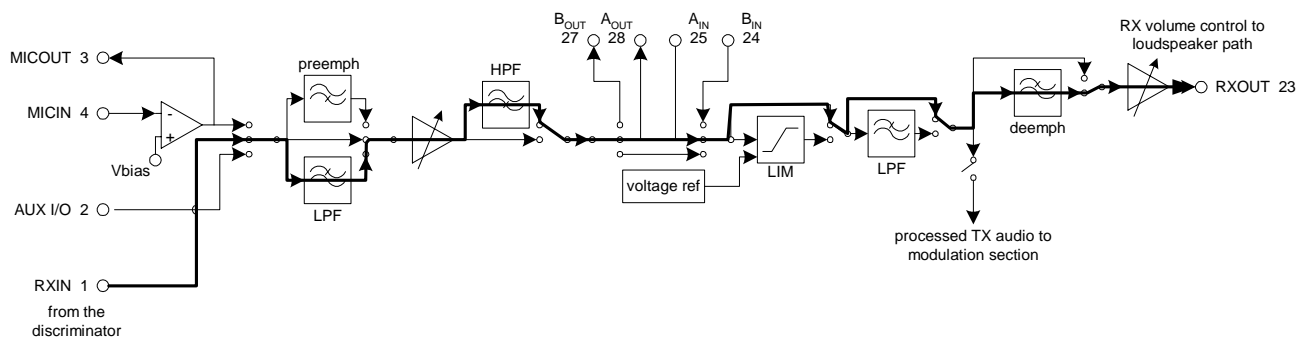 B_OUT A_OUT A_IN B_IN
27 28 25 24
RX volume control to
loudspeaker path
MICOUT 3
preemph
HPF
RXOUT 23
MICIN 4
-
+
Vbias
deemph
LIM
LPF
voltage ref
LPF
AUX I/O 2
processed TX audio to
modulation section
RXIN 1
from the
discriminator